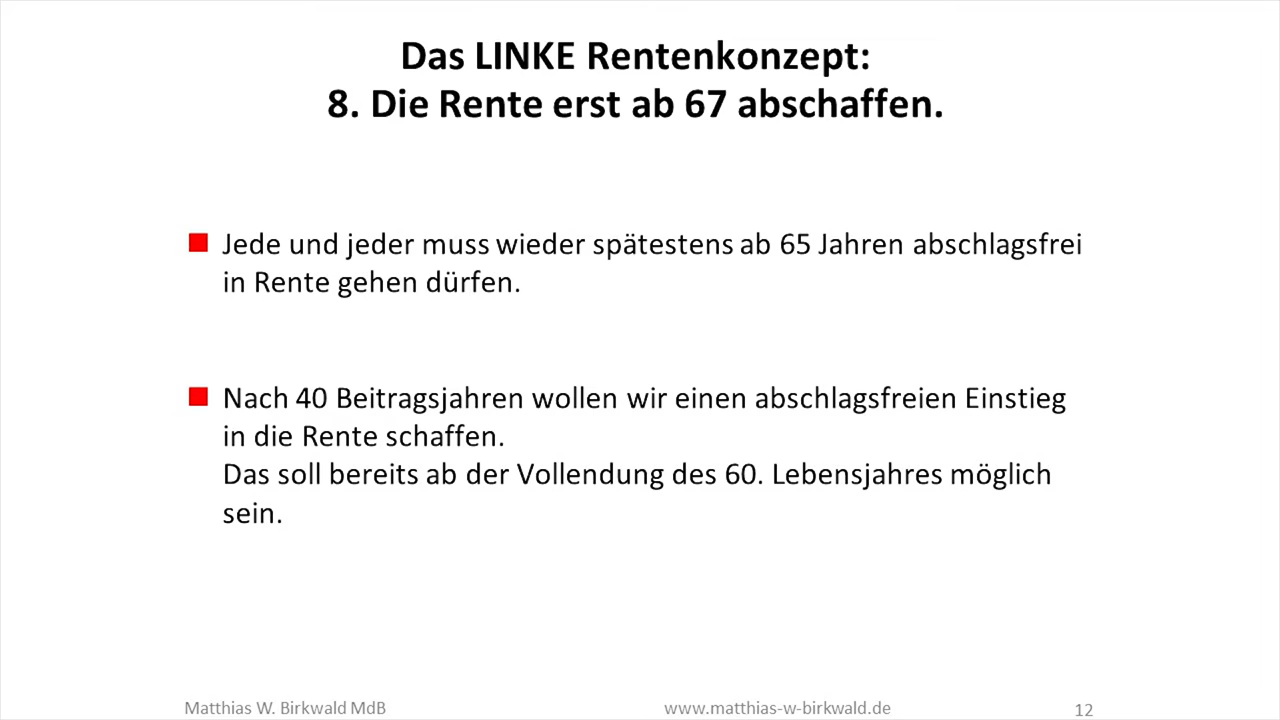 Das LINKE Rentenkonzept:
8. Die Rente erst ab 67 abschaffen.
Jede und jeder muss wieder spätestens ab 65 Jahren abschlagsfrei
in Rente gehen dürfen.
Nach 40 Beitragsjahren wollen wir einen abschlagsfreien Einstieg
in die Rente schaffen.
Das soll bereits ab der Vollendung des 60. Lebensjahres möglich
sein.
Matthias W. Birkwald MdB
www.matthias-w-birkwald.de
12